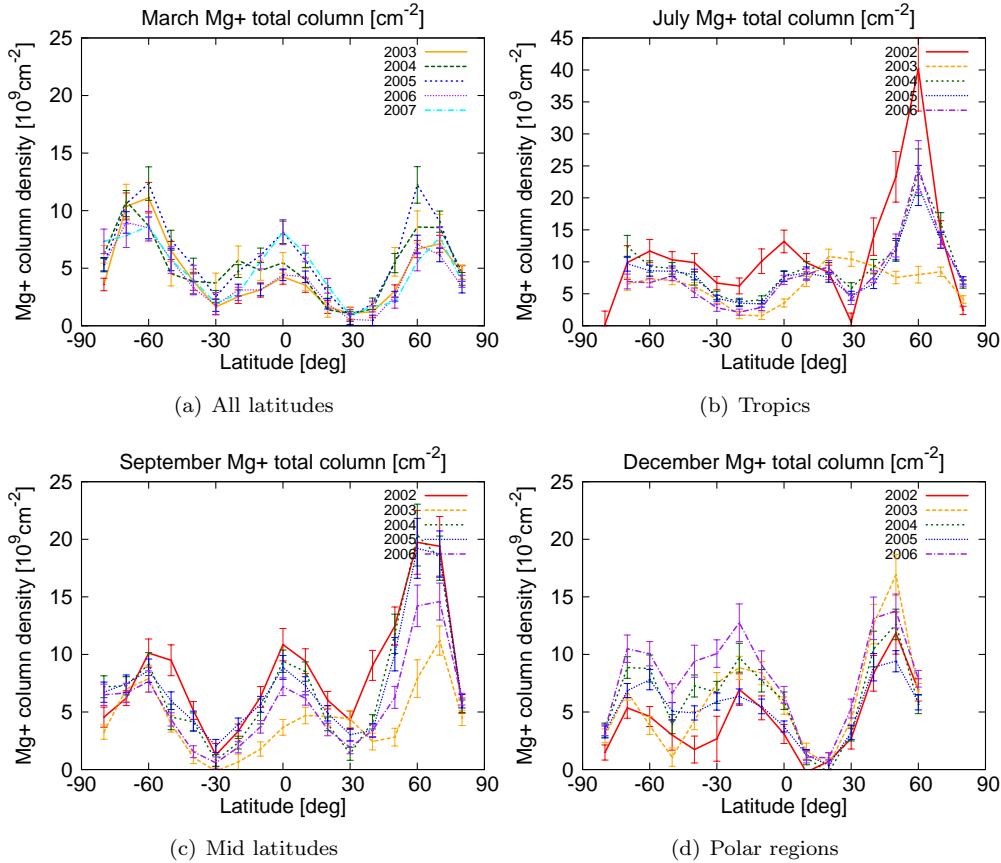 March Mg+ total column [cm-2]
Mg+ column density [10^9cm-2]
25
20
15
10
5
0
2003
2004
2005
2006
2007
-90 -60 -30 0 30 60 90
Latitude [deg]
(a) All latitudes
July Mg+ total column [cm-2]
Mg+ column density [10^9cm-2]
45
40
35
30
25
20
15
10
5
0
2002
2003
2004
2005
2006
-90 -60 -30 0 30 60 90
Latitude [deg]
(b) Tropics
September Mg+ total column [cm-2]
Mg+ column density [10^9cm-2]
25
20
15
10
5
0
2002
2003
2004
2005
2006
-90 -60 -30 0 30 60 90
Latitude [deg]
(c) Mid latitudes
December Mg+ total column [cm-2]
Mg+ column density [10^9cm-2]
25
20
15
10
5
0
2002
2003
2004
2005
2006
-90 -60 -30 0 30 60 90
Latitude [deg]
(d) Polar regions